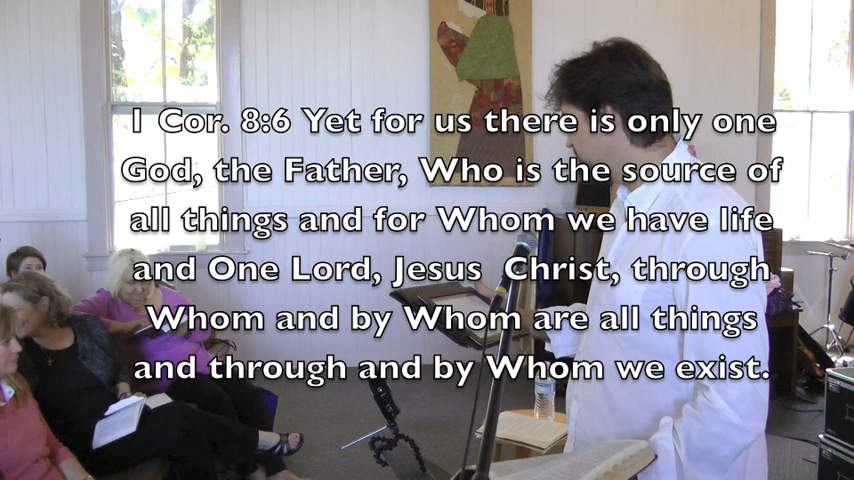 1 Cor. 8:6 Yet for us there is only one
God, the Father, Who is the source of
all things and for Whom we have life
and One Lord, Jesus  Christ, through
Whom and by Whom are all things
and through and by Whom we exist.